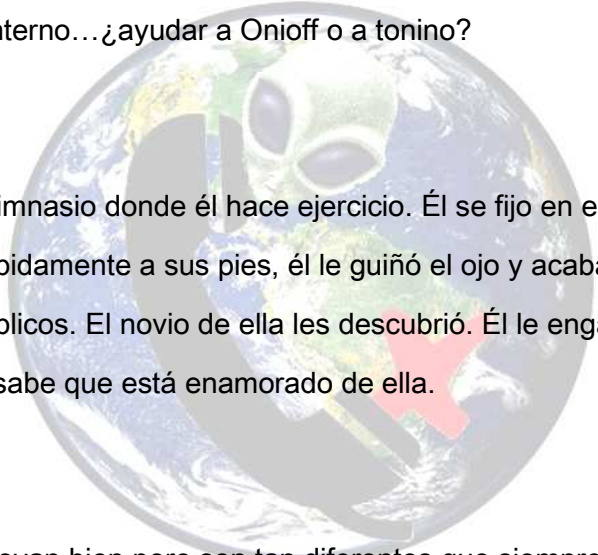 nterno…¿ayudar a Onioff o a tonino?
imnasio donde él hace ejercicio. Él se fijo en e
pidamente a sus pies, él le guiñó el ojo y acaba
blicos. El novio de ella les descubrió. Él le enga
sabe que está enamorado de ella.
evan bien pero son tan diferentes que siempre